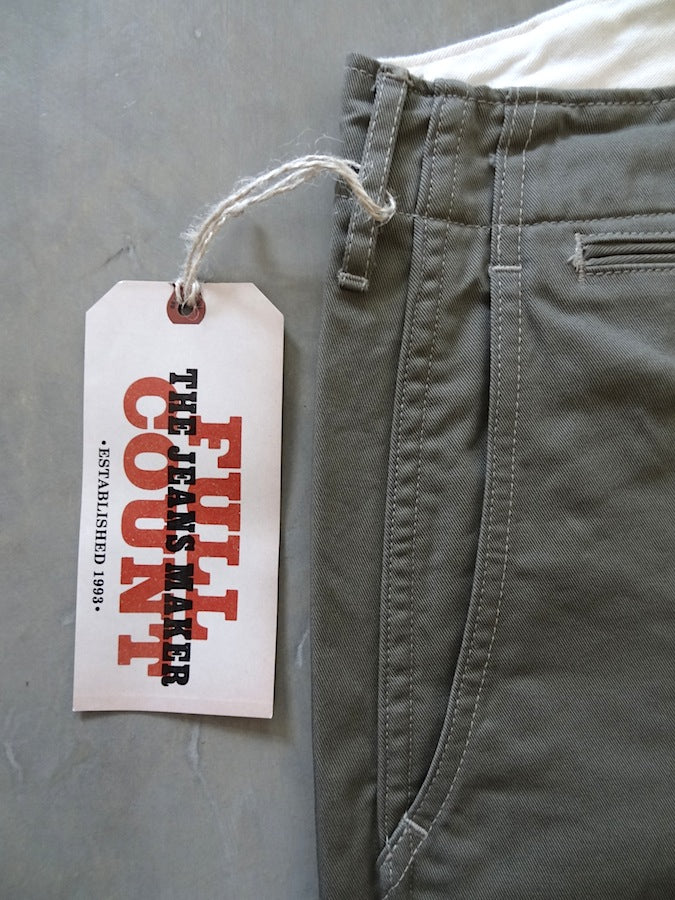 FULL
THE JEANS MAKER
COUNT
•ESTABLISHED 1993•